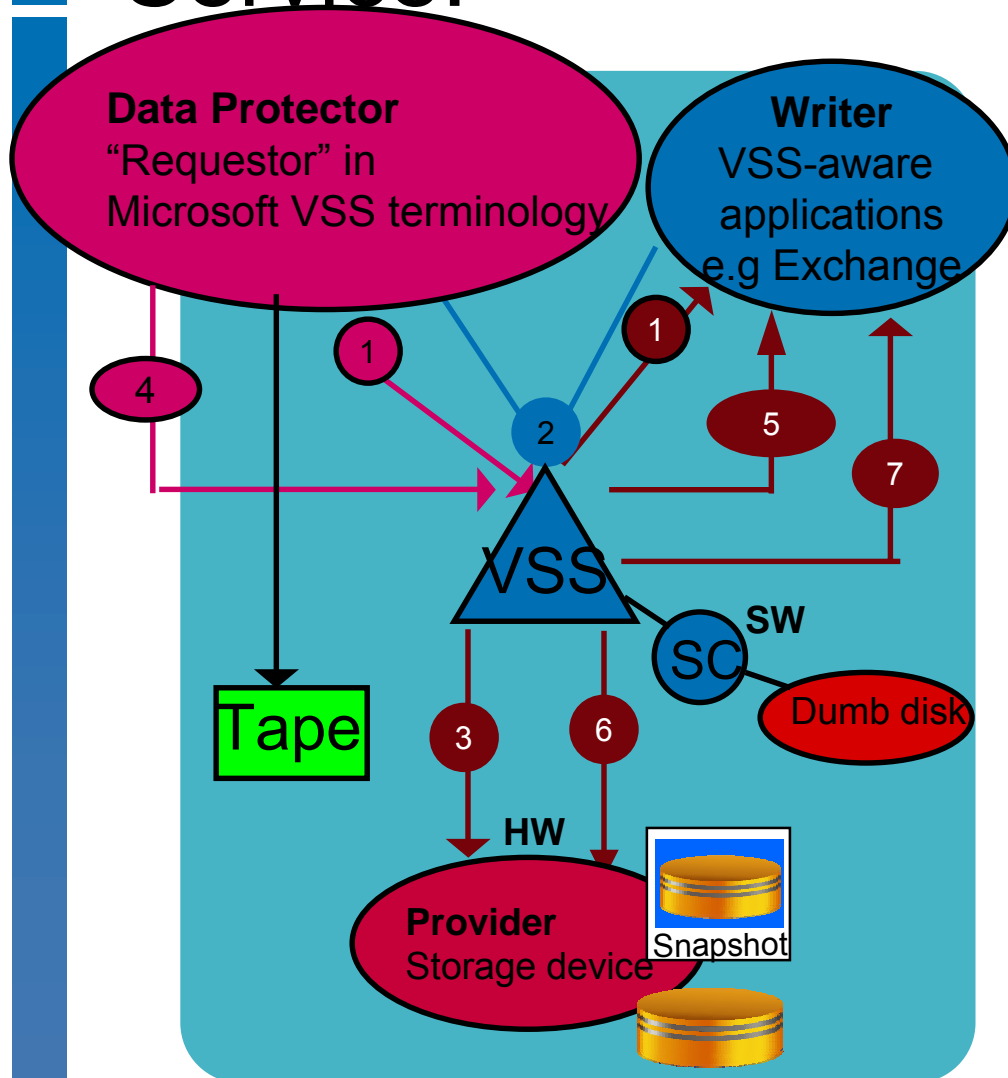 Data Protector
“Requestor” in
Microsoft VSS terminology
Writer
VSS-aware
applications
e.g Exchange
1
1
4
2
5
7
VSS
SW
SC
Dumb disk
Tape
3
6
HW
Provider
Storage device
Snapshot